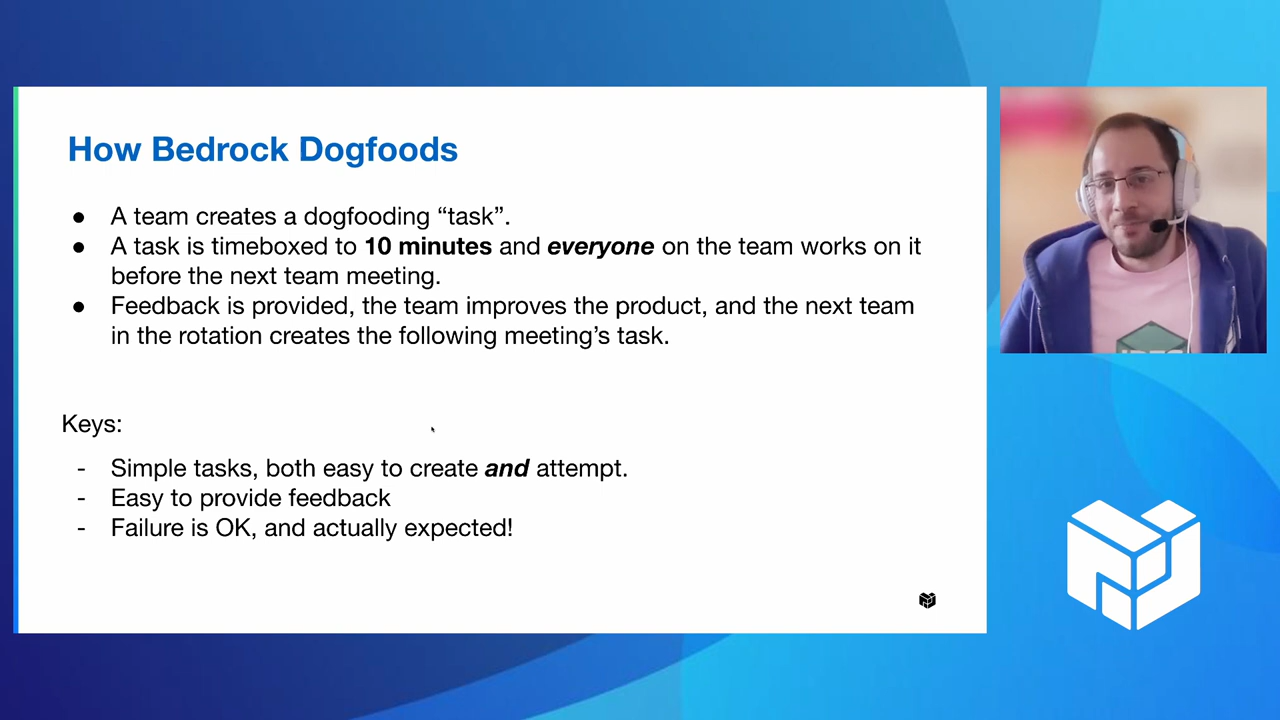 How Bedrock Dogfoods
● A team creates a dogfooding “task”.
● A task is timeboxed to 10 minutes and everyone on the team works on it
before the next team meeting.
● Feedback is provided, the team improves the product, and the next team
in the rotation creates the following meeting’s task.
Keys:
- Simple tasks, both easy to create and attempt.
- Easy to provide feedback
- Failure is OK, and actually expected!